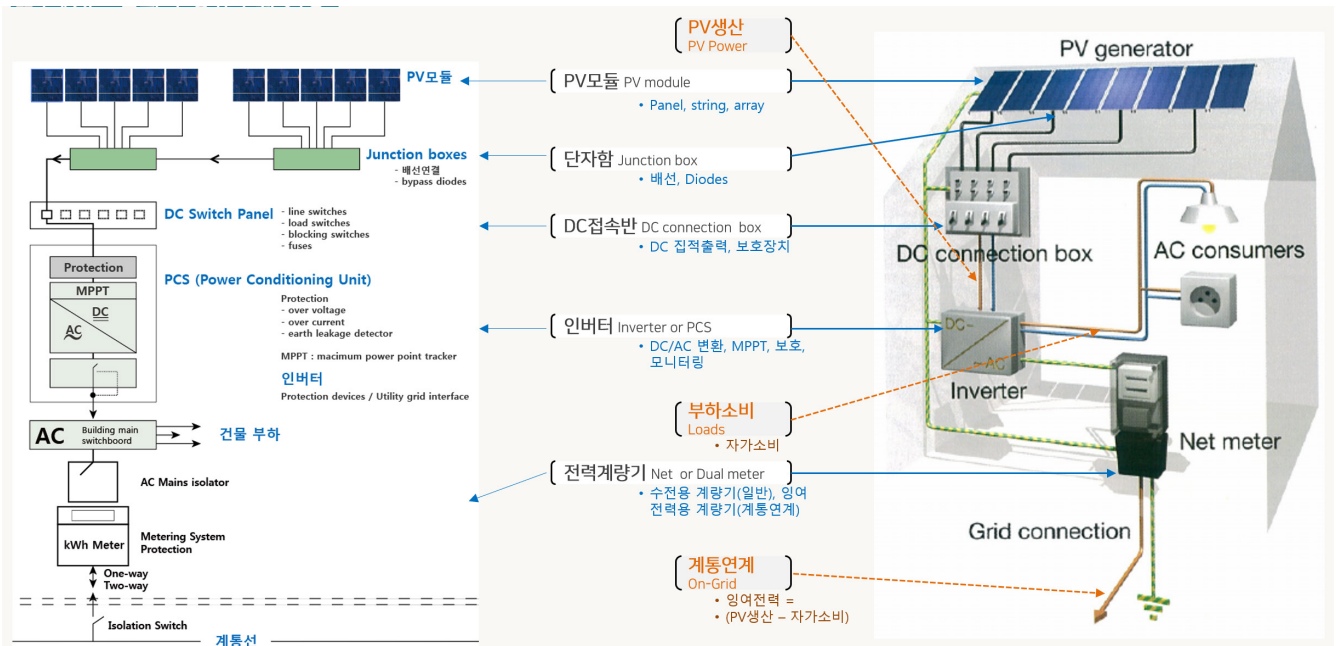 PV모듈
Junction boxes
- 배선연결
- bypass diodes
DC Switch Panel
- line switches
- load switches
- blocking switches
- fuses
Protection
MPPT
DC
AC
PCS (Power Conditioning Unit)
Protection
- over voltage
- over current
- earth leakage detector
MPPT : macimum power point tracker
인버터
Protection devices / Utility grid interface
AC
Building main
switchboard
건물 부하
AC Mains isolator
kWh Meter
Metering System
Protection
One-way
Two-way
Isolation Switch
계통선
PV생산
PV Power
PV모듈 PV module
• Panel, string, array
단자함 Junction box
• 배선, Diodes
DC접속반 DC connection box
• DC 집적출력, 보호장치
인버터 Inverter or PCS
• DC/AC 변환, MPPT, 보호,
모니터링
부하소비
Loads
• 자가소비
전력계량기 Net or Dual meter
• 수전용 계량기(일반), 잉여
전력용 계량기(계통연계)
계통연계
On-Grid
• 잉여전력 =
• (PV생산 – 자가소비)
PV generator
DC connection box
AC consumers
DC
AC
Inverter
Net meter
Grid connection